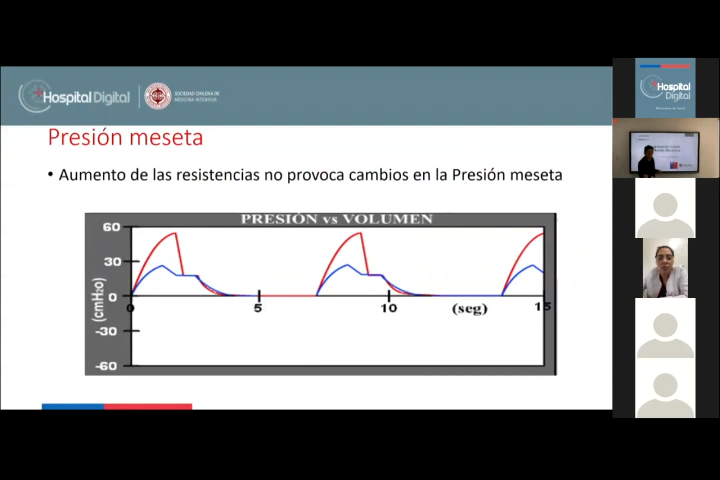 Hospital Digital
SOCIEDAD CHILENA DE
MEDICINA INTENSIVA
Presión meseta
• Aumento de las resistencias no provoca cambios en la Presión meseta
PRESIÓN vs VOLUMEN
60
30
0
-30
-60
(cmH2o)
0
5
10
(seg)
15
Hospital
Digital